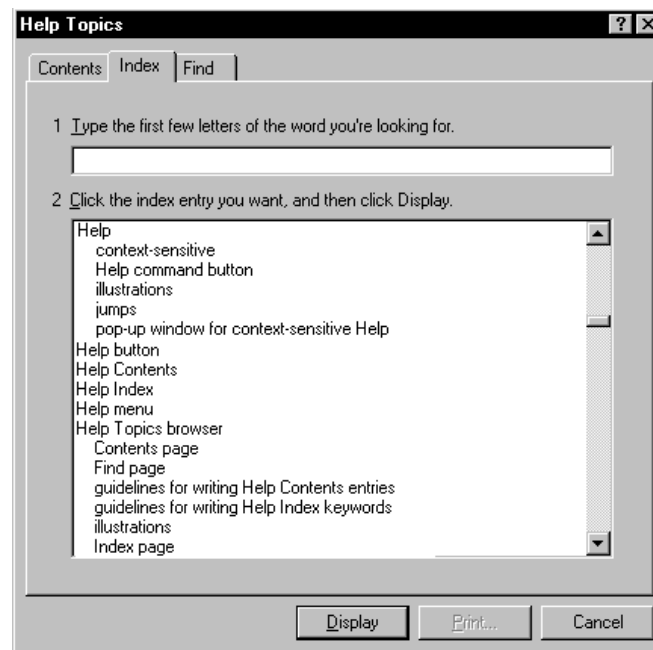 Help Topics
Contents Index Find
1 Type the first few letters of the word you're looking for.
2 Click the index entry you want, and then click Display.
Help
context-sensitive
Help command button
illustrations
jumps
pop-up window for context-sensitive Help
Help button
Help Contents
Help Index
Help menu
Help Topics browser
Contents page
Find page
guidelines for writing Help Contents entries
guidelines for writing Help Index keywords
illustrations
Index page
Display Print... Cancel